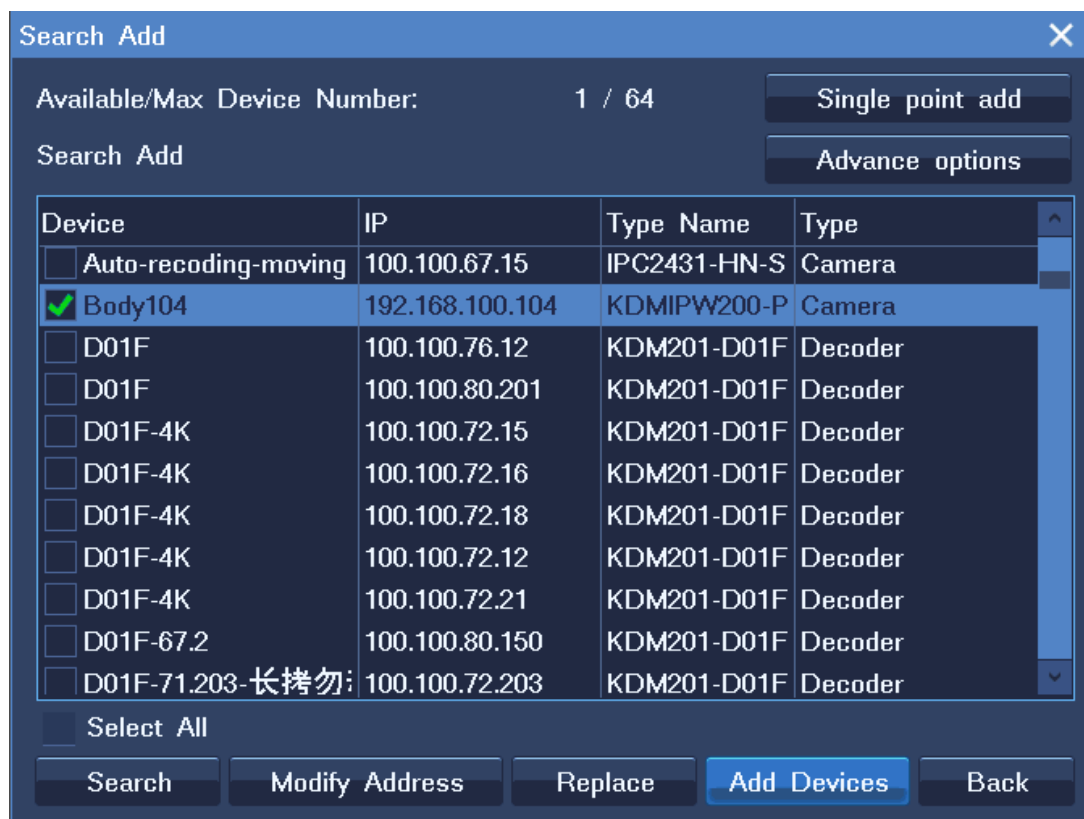 Search Add
Available/Max Device Number: 1 / 64 Single point add
Search Add Advance options
Device IP Type Name Type
Auto-recoding-moving 100.100.67.15 IPC2431-HN-S Camera
Body104 192.168.100.104 KDMIPW200-P Camera
D01F 100.100.76.12 KDM201-D01F Decoder
D01F 100.100.80.201 KDM201-D01F Decoder
D01F-4K 100.100.72.15 KDM201-D01F Decoder
D01F-4K 100.100.72.16 KDM201-D01F Decoder
D01F-4K 100.100.72.18 KDM201-D01F Decoder
D01F-4K 100.100.72.12 KDM201-D01F Decoder
D01F-4K 100.100.72.21 KDM201-D01F Decoder
D01F-67.2 100.100.80.150 KDM201-D01F Decoder
D01F-71.203-长拷勿 100.100.72.203 KDM201-D01F Decoder
Select All
Search Modify Address Replace Add Devices Back